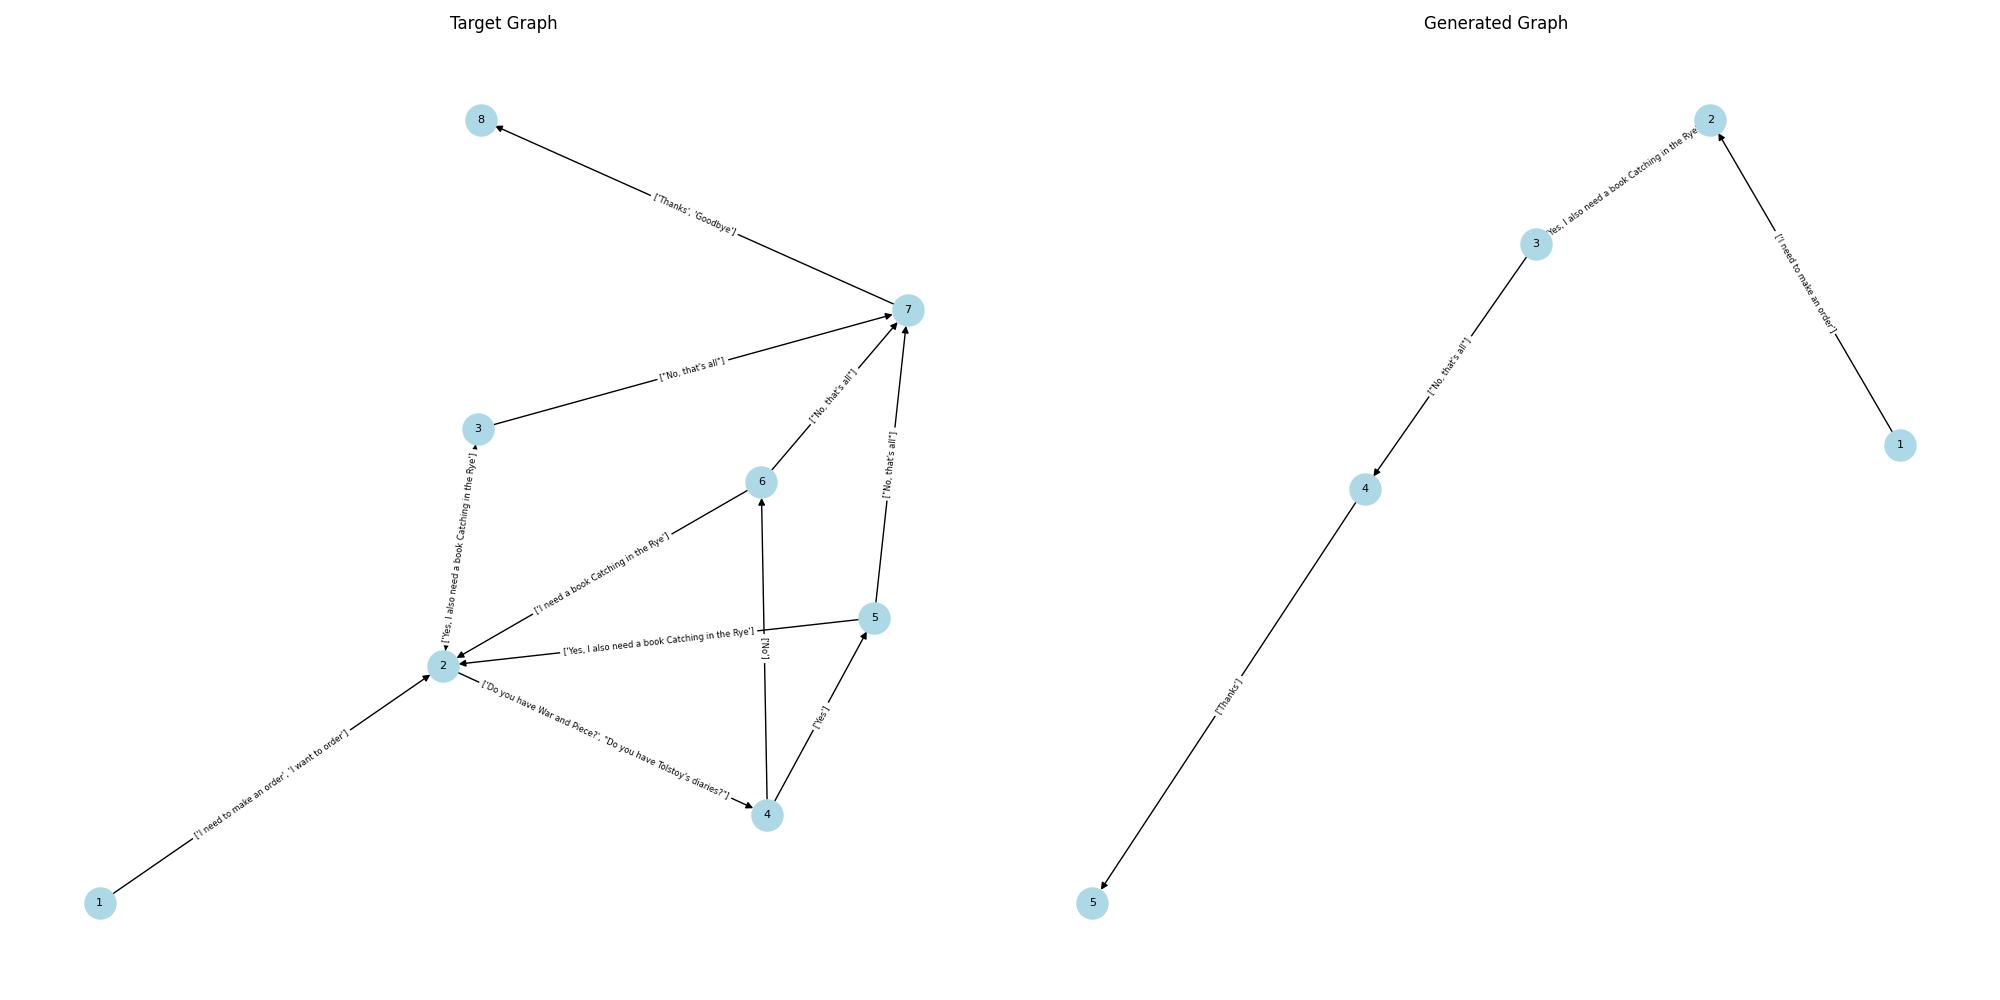 Target Graph
8
['Thanks', 'Goodbye']
7
["No, that's all"]
["No, that's all"]
3
["No, that's all"]
['Yes, I also need a book Catching in the Rye']
6
['I need a book Catching in the Rye']
5
['Yes, I also need a book Catching in the Rye']
['No']
2
['Do you have War and Piece?', "Do you have Tolstoy's diaries?"]
['Yes']
['I need to make an order', 'I want to order']
4
1
Generated Graph
2
Yes, I also need a book Catching in the Rye
3
['I need to make an order']
["No, that's all"]
1
4
['Thanks']
5